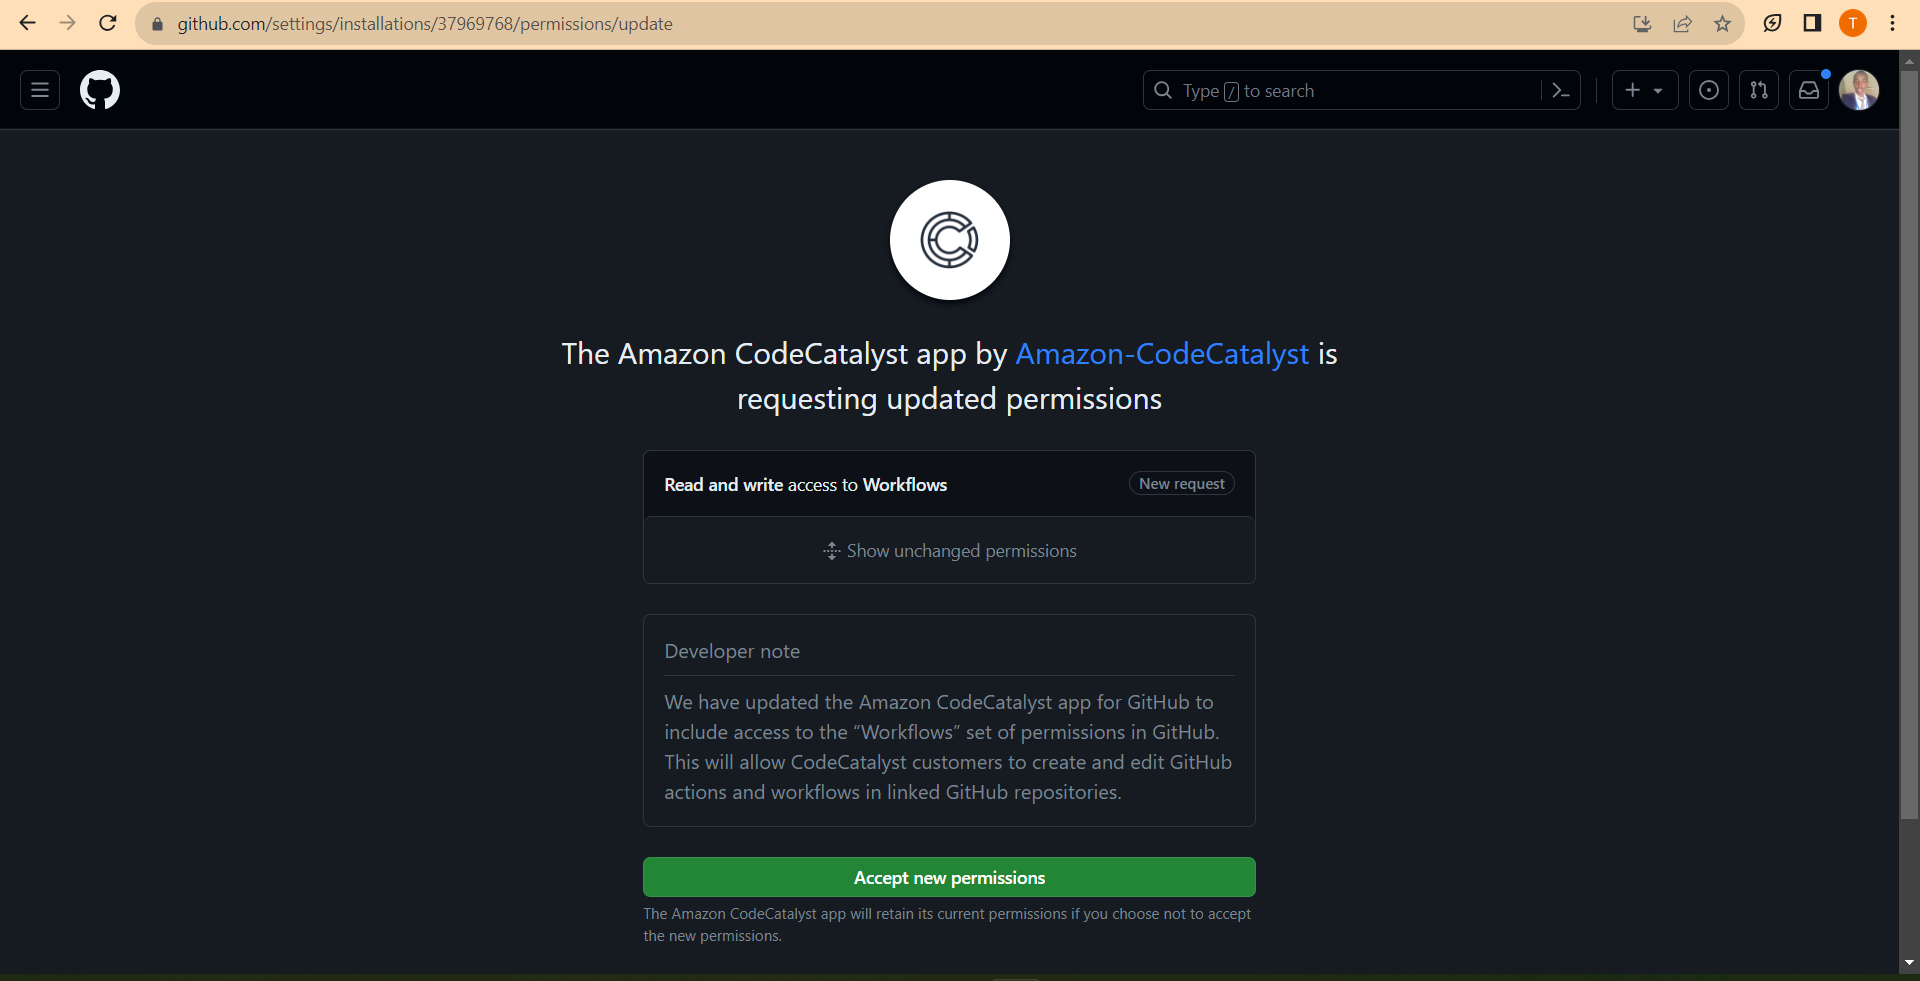 github.com/settings/installations/37969768/permissions/update
T
Type / to search
The Amazon CodeCatalyst app by Amazon-CodeCatalyst is
requesting updated permissions
Read and write access to Workflows
New request
Show unchanged permissions
Developer note
We have updated the Amazon CodeCatalyst app for GitHub to
include access to the “Workflows” set of permissions in GitHub.
This will allow CodeCatalyst customers to create and edit GitHub
actions and workflows in linked GitHub repositories.
Accept new permissions
The Amazon CodeCatalyst app will retain its current permissions if you choose not to accept
the new permissions.